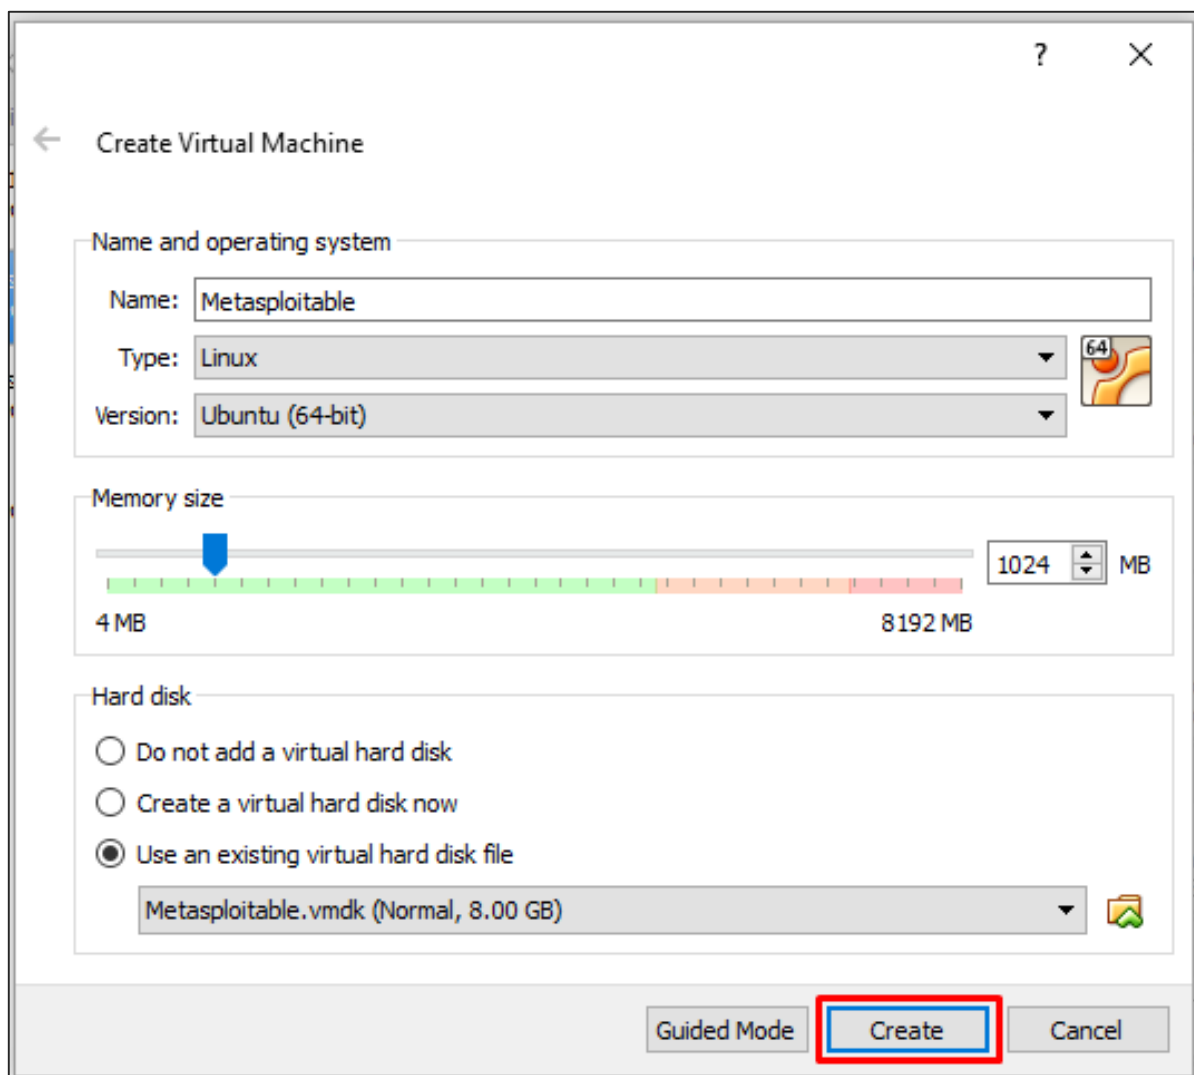 ?
Create Virtual Machine
Name and operating system
Name: Metasploitable
Type: Linux
64
Version: Ubuntu (64-bit)
Memory size
1024 MB
4 MB 8192 MB
Hard disk
Do not add a virtual hard disk
Create a virtual hard disk now
Use an existing virtual hard disk file
Metasploitable.vmdk (Normal, 8.00 GB)
Guided Mode Create Cancel